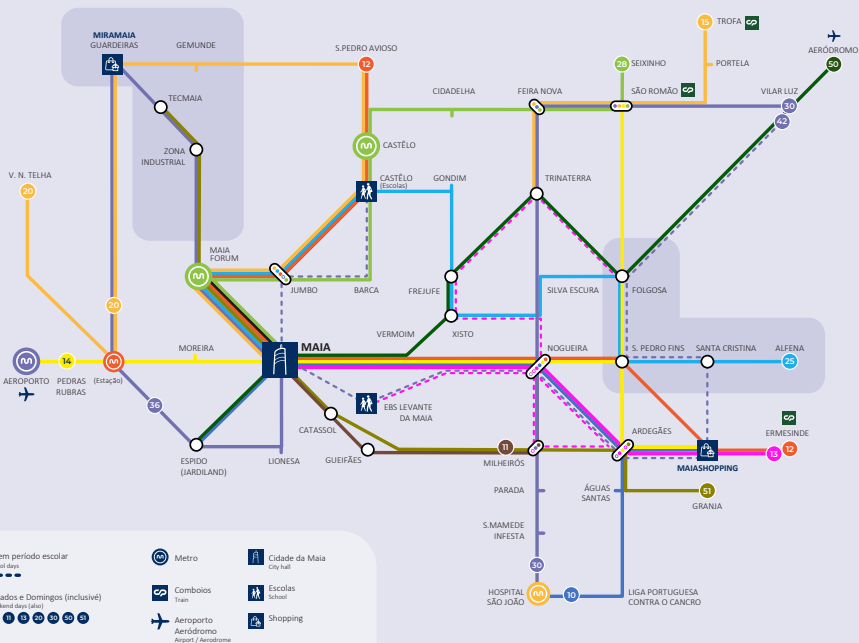 15
TROFA
MIRAMAIA
GUARDEIRAS
GEMUNDE
S.PEDRO AVIOSO
AERÓDROMO
12
28
SEIXINHO
PORTELA
50
TECMAIA
CIDADELHA
FEIRA NOVA
SÃO ROMÃO
VILAR LUZ
30
42
ZONA
INDUSTRIAL
CASTÊLO
V. N. TELHA
20
CASTÊLO
(Escolas)
GONDIM
TRINATERRA
MAIA
FORUM
JUMBO
BARCA
FREJUFE
SILVA ESCURA
FOLGOSA
20
VERMOIM
XISTO
MOREIRA
MAIA
NOGUEIRA
S. PEDRO FINS
SANTA CRISTINA
ALFENA
14
25
AEROPORTO
PEDRAS
RUBRAS
(Estação)
36
EBS LEVANTE
DA MAIA
CATASSOL
ARDEGÃES
ERMESINDE
11
12
13
ESPIDO
(JARDILAND)
LIONESA
GUEIFÃES
MILHEIRÓS
MAIASHOPPING
PARADA
ÁGUAS
SANTAS
51
GRANJA
S.MAMEDE
INFESTA
30
HOSPITAL
SÃO JOÃO
10
LIGA PORTUGUESA
CONTRA O CANCRO
em período escolar
ol days
ados e Domingos (inclusivé)
kend days (also)
11 13 20 30 50 51
Metro
Comboios
Train
Aeroporto
Aeródromo
Airport / Aerodrome
Cidade da Maia
City hall
Escolas
School
Shopping